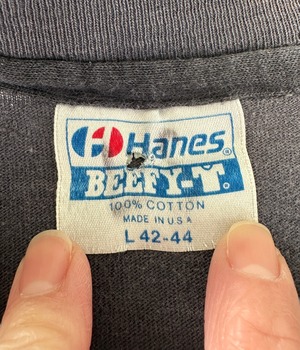 Hanes®
BEEFY-T®
100% COTTON
MADE IN U.S.A
L 42-44